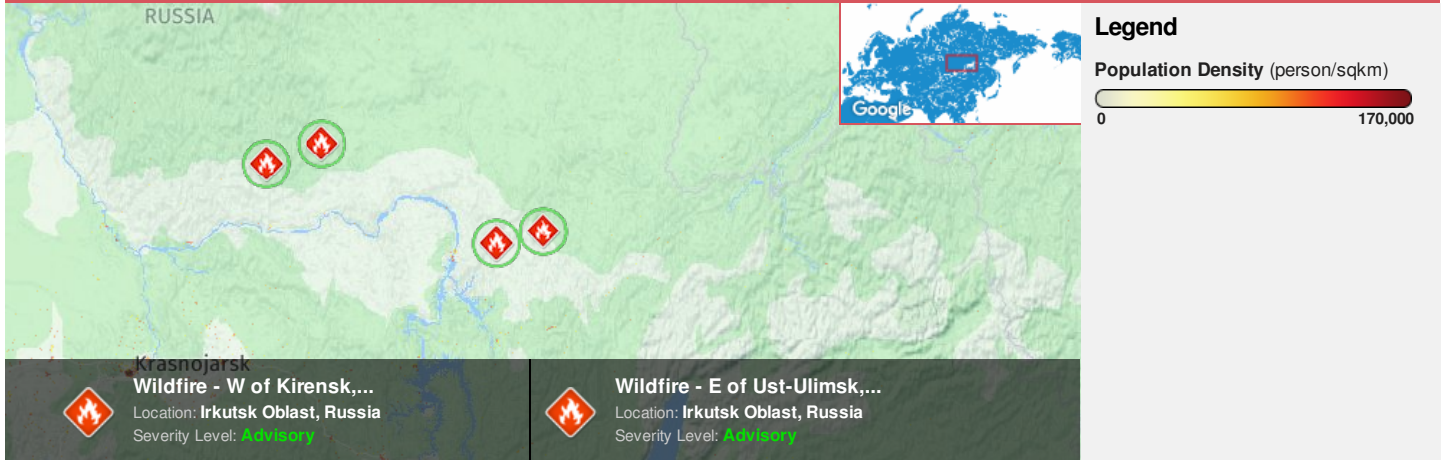 RUSSIA
Google
Legend
Population Density (person/sqkm)
0 170,000
Krasnojarsk
Wildfire - W of Kirensk,...
Location: Irkutsk Oblast, Russia
Severity Level: Advisory
Wildfire - E of Ust-Ulimsk,...
Location: Irkutsk Oblast, Russia
Severity Level: Advisory